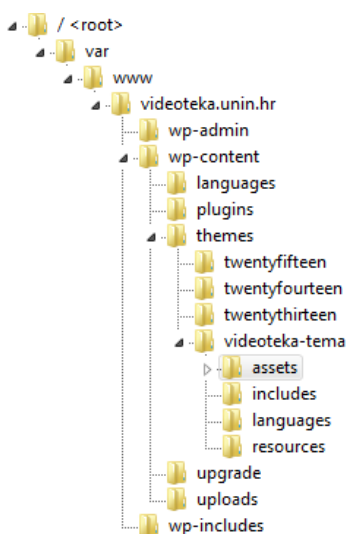 / <root>
var
www
videoteka.unin.hr
wp-admin
wp-content
languages
plugins
themes
twentyfifteen
twentyfourteen
twentythirteen
videoteka-tema
assets
includes
languages
resources
upgrade
uploads
wp-includes